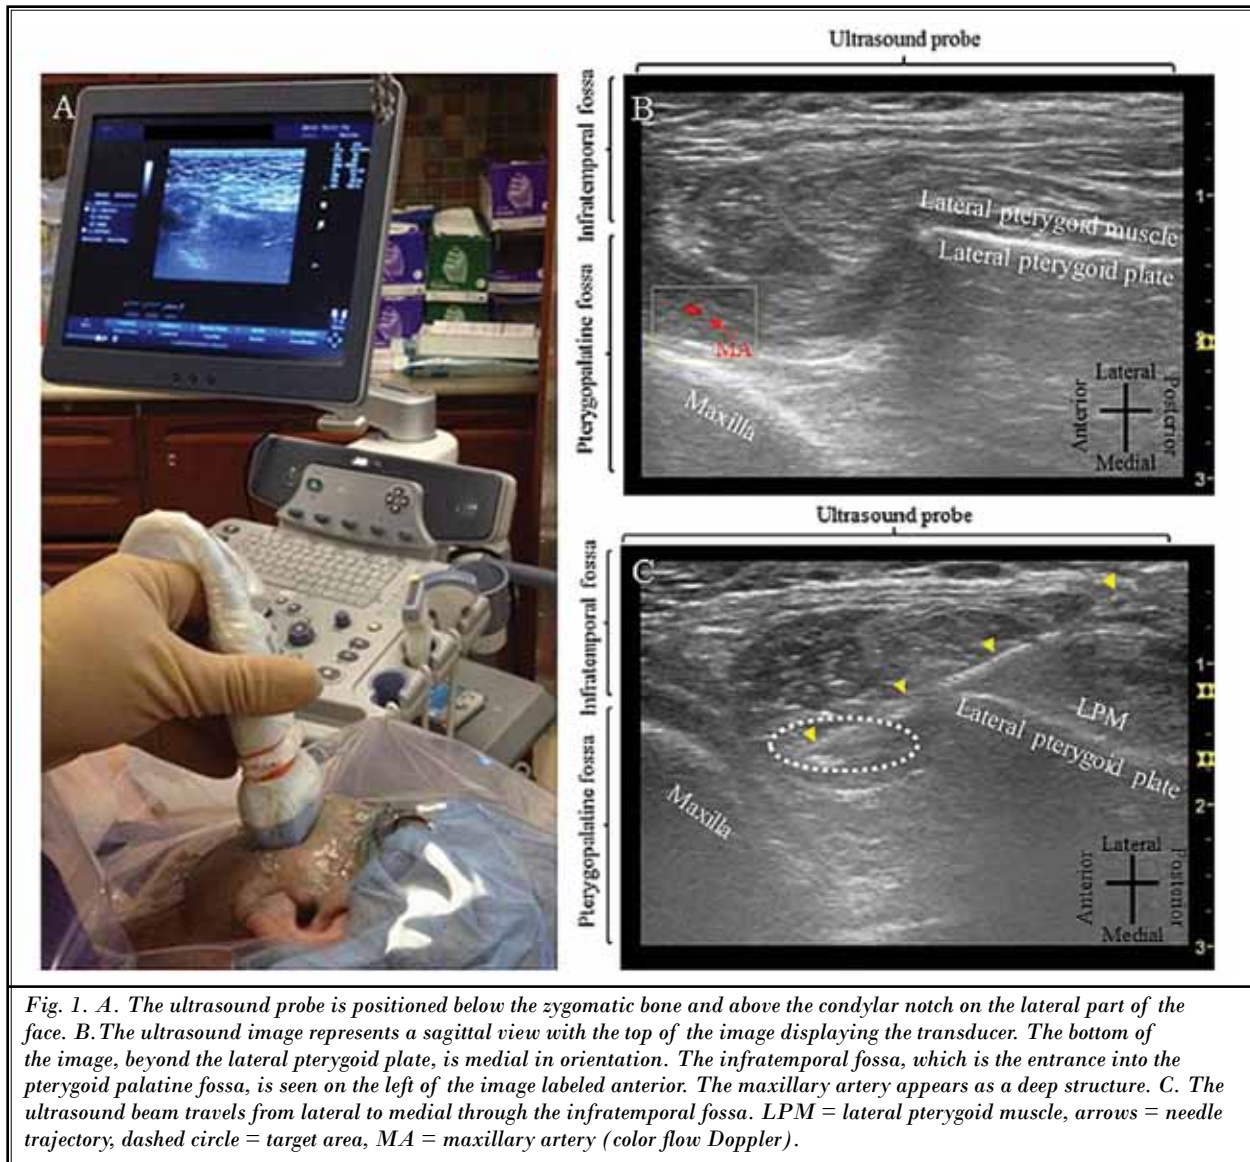 A
Ultrasound probe
Infratemporal fossa
Pterygopalatine fossa
B
Lateral pterygoid muscle
Lateral pterygoid plate
MA
Maxilla
Lateral
Anterior
Posterior
Medial
1
2
3
Ultrasound probe
Infratemporal fossa
Pterygopalatine fossa
C
LPM
Lateral pterygoid plate
Maxilla
Lateral
Anterior
Posterior
Medial
1
2
3
Fig. 1. A. The ultrasound probe is positioned below the zygomatic bone and above the condylar notch on the lateral part of the
face. B.The ultrasound image represents a sagittal view with the top of the image displaying the transducer. The bottom of
the image, beyond the lateral pterygoid plate, is medial in orientation. The infratemporal fossa, which is the entrance into the
pterygoid palatine fossa, is seen on the left of the image labeled anterior. The maxillary artery appears as a deep structure. C. The
ultrasound beam travels from lateral to medial through the infratemporal fossa. LPM = lateral pterygoid muscle, arrows = needle
trajectory, dashed circle = target area, MA = maxillary artery (color flow Doppler).